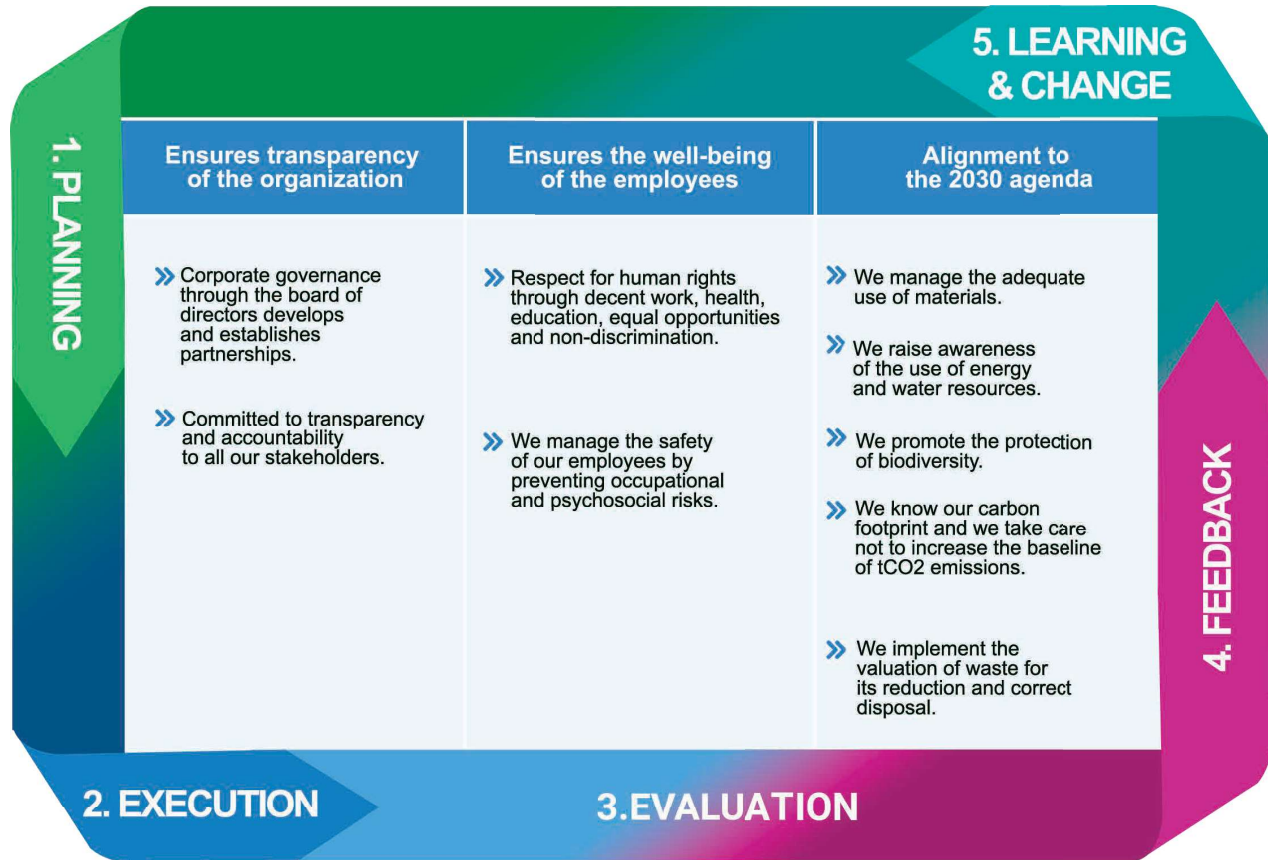 5. LEARNING
& CHANGE
1. PLANNING
Ensures transparency
of the organization
Corporate governance
through the board of
directors develops
and establishes
partnerships.
Committed to transparency
and accountability
to all our stakeholders.
Ensures the well-being
of the employees
Respect for human rights
through decent work, health,
education, equal opportunities
and non-discrimination.
We manage the safety
of our employees by
preventing occupational
and psychosocial risks.
Alignment to
the 2030 agenda
We manage the adequate
use of materials.
We raise awareness
of the use of energy
and water resources.
We promote the protection
of biodiversity.
We know our carbon
footprint and we take care
not to increase the baseline
of tCO2 emissions.
We implement the
valuation of waste for
its reduction and correct
disposal.
4. FEEDBACK
2. EXECUTION
3.EVALUATION